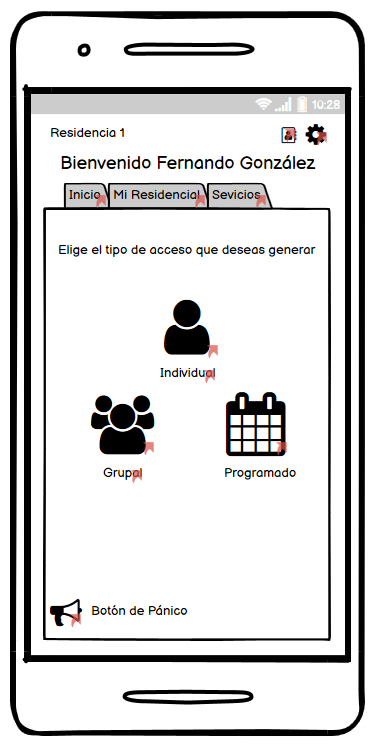 10:28
Residencia 1
Bienvenido Fernando González
Inicio Mi Residencial Sevicios
Elige el tipo de acceso que deseas generar
Individual
Grupal Programado
Botón de Pánico